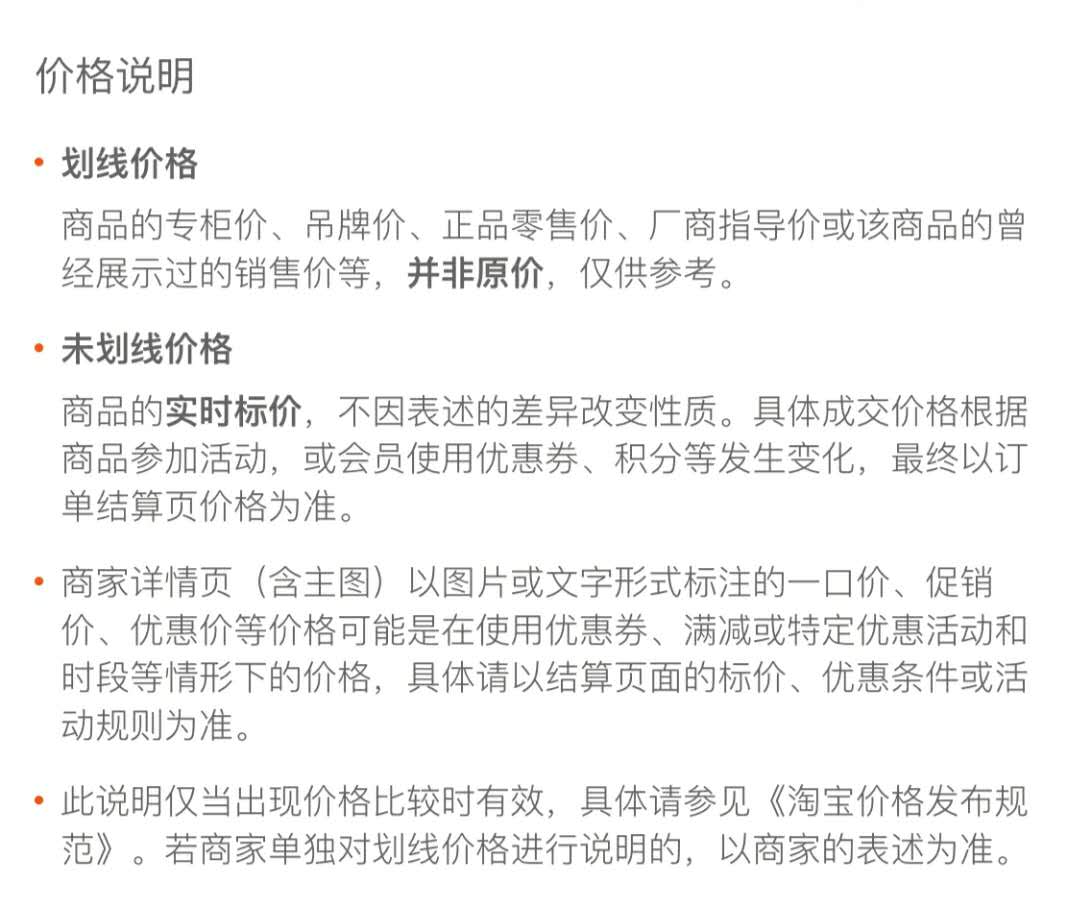 价格说明
• 划线价格
商品的专柜价、吊牌价、正品零售价、厂商指导价或该商品的曾
经展示过的销售价等，并非原价，仅供参考。
• 未划线价格
商品的实时标价，不因表述的差异改变性质。具体成交价格根据
商品参加活动，或会员使用优惠券、积分等发生变化，最终以订
单结算页价格为准。
• 商家详情页（含主图）以图片或文字形式标注的一口价、促销
价、优惠价等价格可能是在使用优惠券、满减或特定优惠活动和
时段等情形下的价格，具体请以结算页面的标价、优惠条件或活
动规则为准。
• 此说明仅当出现价格比较时有效，具体请参见《淘宝价格发布规
范》。若商家单独对划线价格进行说明的，以商家的表述为准。